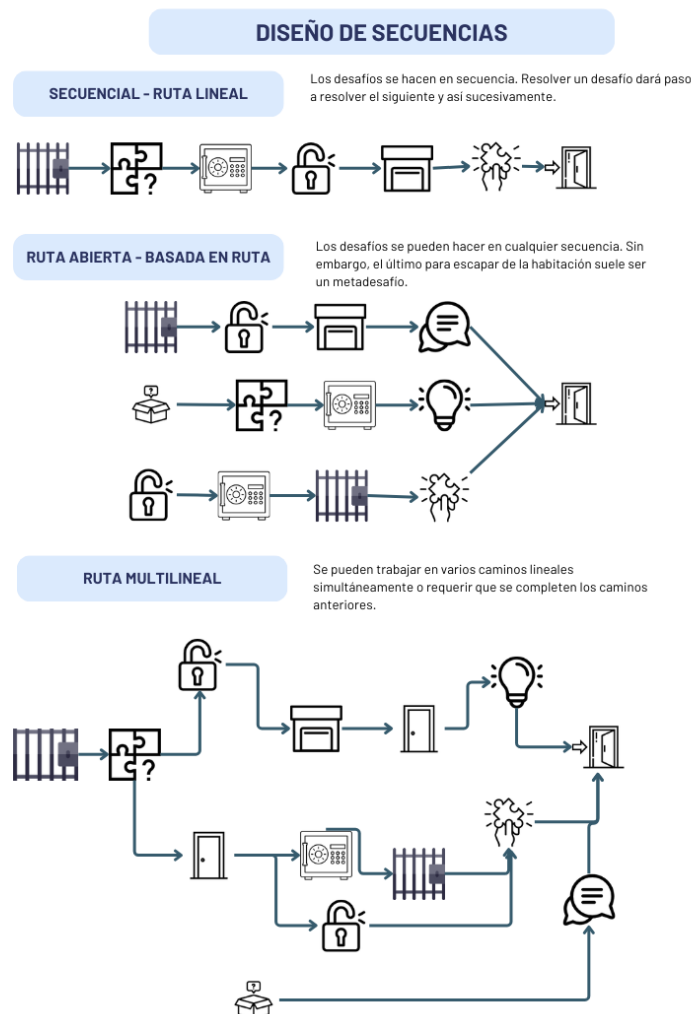 DISEÑO DE SECUENCIAS
SECUENCIAL - RUTA LINEAL
Los desafíos se hacen en secuencia. Resolver un desafío dará paso
a resolver el siguiente y así sucesivamente.
?
RUTA ABIERTA - BASADA EN RUTA
Los desafíos se pueden hacer en cualquier secuencia. Sin
embargo, el último para escapar de la habitación suele ser
un metadesafío.
?
?
RUTA MULTILINEAL
Se pueden trabajar en varios caminos lineales
simultáneamente o requerir que se completen los caminos
anteriores.
?
?